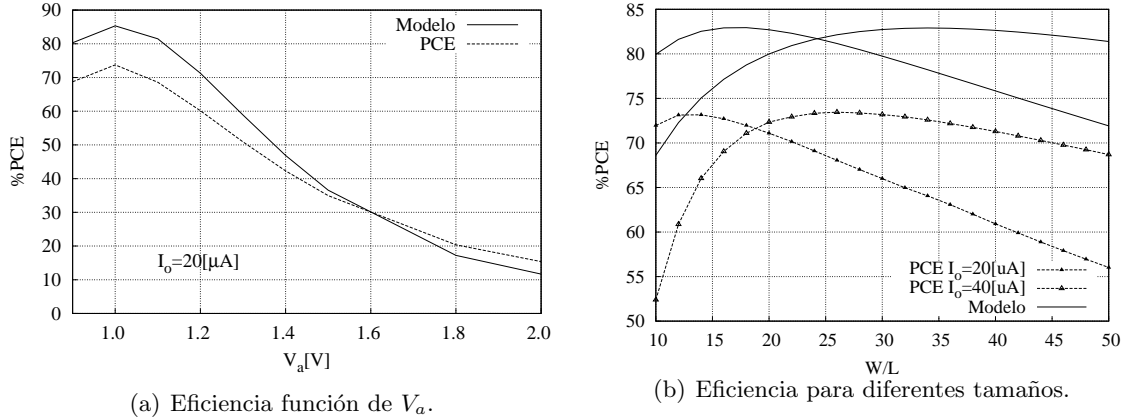 90
80
70
60
50
40
30
20
10
0
%PCE
Modelo
PCE
I_o=20[µA]
1.0 1.2 1.4 1.6 1.8 2.0
V_a[V]
(a) Eficiencia función de V_a.
85
80
75
70
65
60
55
50
%PCE
PCE I_o=20[uA]
PCE I_o=40[uA]
Modelo
10 15 20 25 30 35 40 45 50
W/L
(b) Eficiencia para diferentes tamaños.